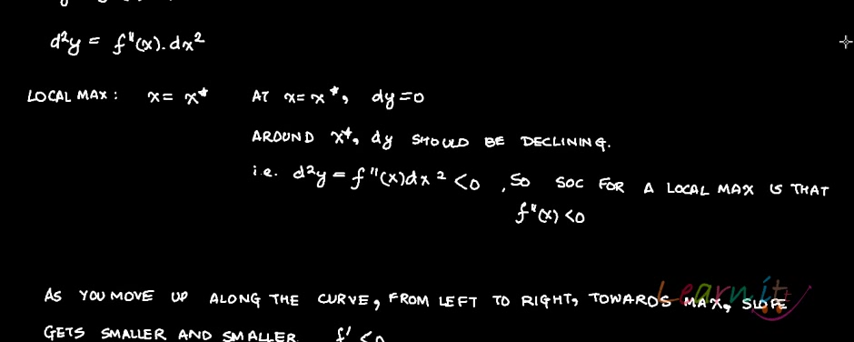 d²y = f"(x).dx²
LOCAL MAX : x = x* AT x = x*, dy = 0
AROUND x*, dy SHOULD BE DECLINING.
i.e. d²y = f"(x)dx² < 0 , SO SOC FOR A LOCAL MAX IS THAT
f"(x) < 0
Learnitt
AS YOU MOVE UP ALONG THE CURVE, FROM LEFT TO RIGHT, TOWARDS MAX, SLOPE
GETS SMALLER AND SMALLER